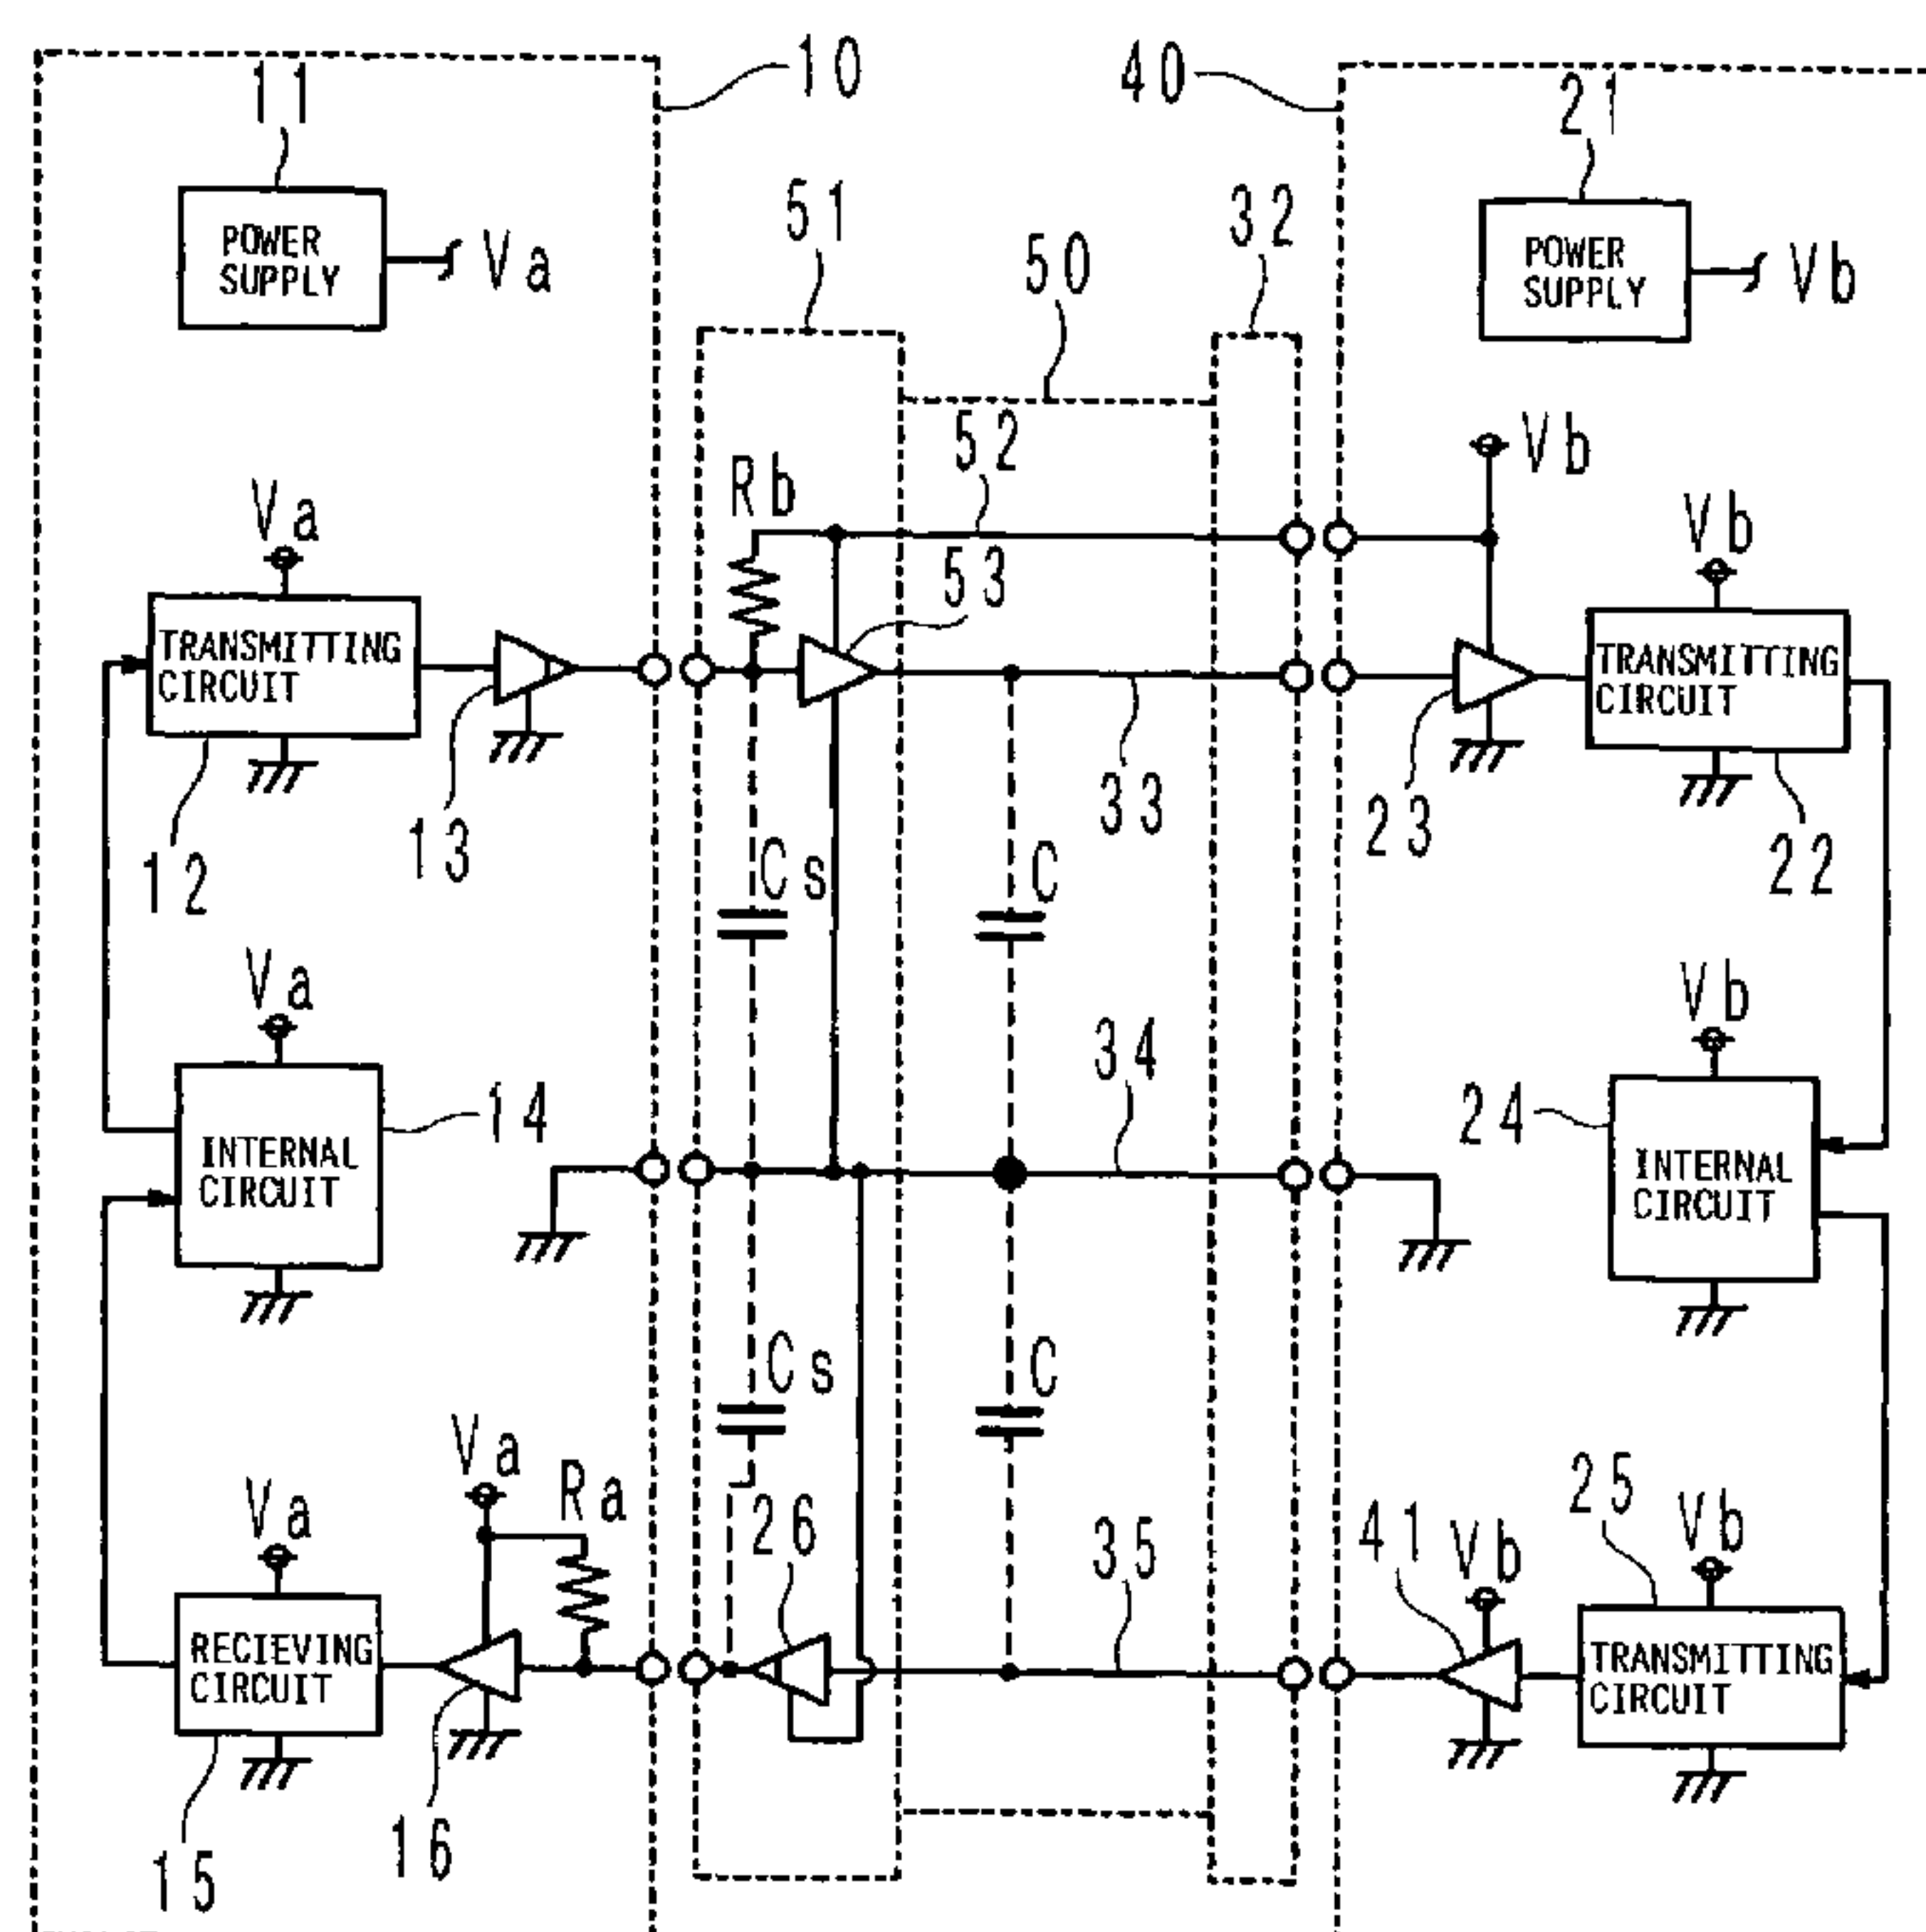 10
40
11
21
POWER
SUPPLY
Va
51
32
50
POWER
SUPPLY
Vb
52
Rb
Vb
Va
53
Vb
TRANSMITTING
CIRCUIT
TRANSMITTING
CIRCUIT
33
23
13
12
22
Cs
C
Va
Vb
34
14
24
INTERNAL
CIRCUIT
INTERNAL
CIRCUIT
Cs
C
Va
Ra
25
Va
26
35
41
Vb
Vb
RECIEVING
CIRCUIT
TRANSMITTING
CIRCUIT
16
15